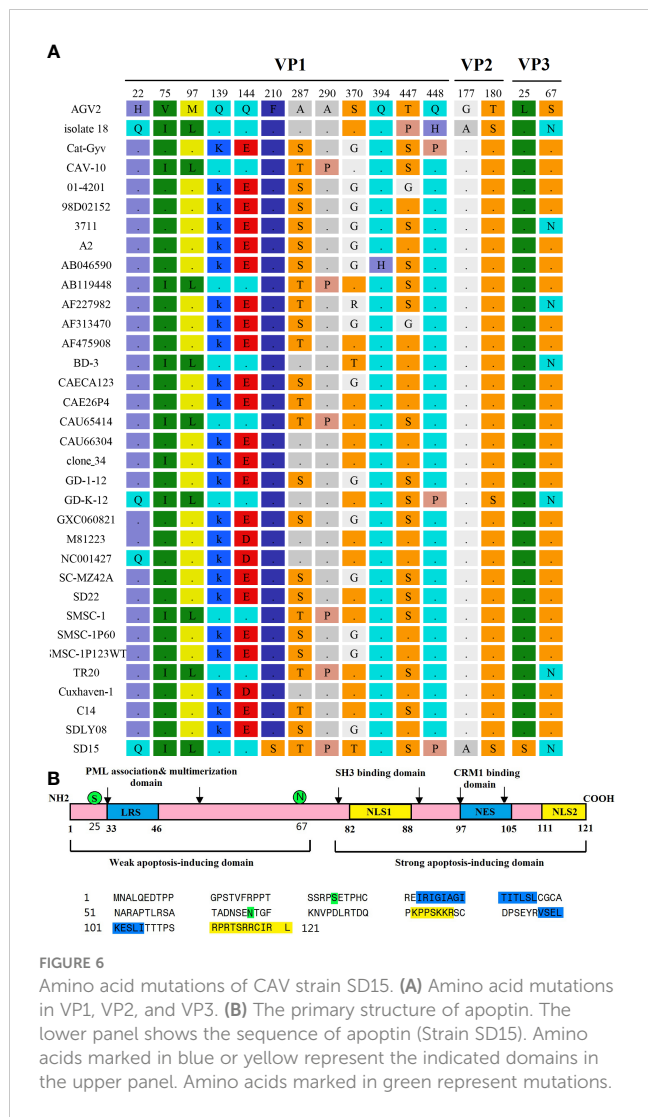 A
VP1 VP2 VP3
22 75 97 139 144 210 287 290 370 394 447 448 177 180 25 67
AGV2 H V M Q Q F A A S Q T Q G T L S
isolate 18 Q I L . . . . . . . P H A S . N
Cat-Gyv . . . K E . S . G . S P . . . .
CAV-10 . I L . . . T P . . S . . . . .
01-4201 . . . k E . S . G . G . . . . .
98D02152 . . . k E . S . G . . . . . . .
3711 . . . k E . S . G . S . . . . N
A2 . . . k E . S . G . . . . . . .
AB046590 . . . k E . S . G H S . . . . .
AB119448 . I L . . . T P . . S . . . . .
AF227982 . . . k E . T . R . S . . . . N
AF313470 . . . k E . S . G . G . . . . .
AF475908 . . . k E . T . . . . . . . . .
BD-3 . I L . . . . . T . . . . . . N
CAECA123 . . . k E . S . G . . . . . . .
CAE26P4 . . . k E . T . . . . . . . . .
CAU65414 . I L . . . T P . . S . . . . .
CAU66304 . . . k E . . . . . . . . . . .
clone_34 . I . k E . . . . . . . . . . .
GD-1-12 . . . k E . S . G . S . . . . .
GD-K-12 Q I L . . . . . . . S P . S . N
GXC060821 . . . k E . S . G . S . . . . .
M81223 . . . k D . . . . . . . . . . .
NC001427 Q . . k D . . . . . . . . . . .
SC-MZ42A . . . k E . S . G . S . . . . .
SD22 . . . k E . S . . . . . . . . .
SMSC-1 . I L . . . T P . . S . . . . .
SMSC-1P60 . . . k E . S . G . . . . . . .
SMSC-1P123WT . . . k E . S . G . . . . . . .
TR20 . I L . . . T P . . S . . . . N
Cuxhaven-1 . . . k D . . . . . . . . . . .
C14 . . . k E . T . . . S . . . . .
SDLY08 . . . k E . S . G . . . . . . .
SD15 Q I L . . S T P T . S P A S S N
B
PML association& multimerization domain
SH3 binding domain
CRM1 binding domain
NH2 S LRS N NLS1 NES NLS2 COOH
1 25 33 46 67 82 88 97 105 111 121
Weak apoptosis-inducing domain Strong apoptosis-inducing domain
1 MNALQEDTPP GPSTVFRPPT SSRPSETPHC REIRIGIAGI TITLSLCGCA
51 NARAPTLRSA TADNSENTGF KNVPDLRTDQ PKPPSKKRSC DPSEYRVSEL
101 KESLITTTPS RPRTSRRCIR L 121
FIGURE 6
Amino acid mutations of CAV strain SD15. (A) Amino acid mutations
in VP1, VP2, and VP3. (B) The primary structure of apoptin. The
lower panel shows the sequence of apoptin (Strain SD15). Amino
acids marked in blue or yellow represent the indicated domains in
the upper panel. Amino acids marked in green represent mutations.